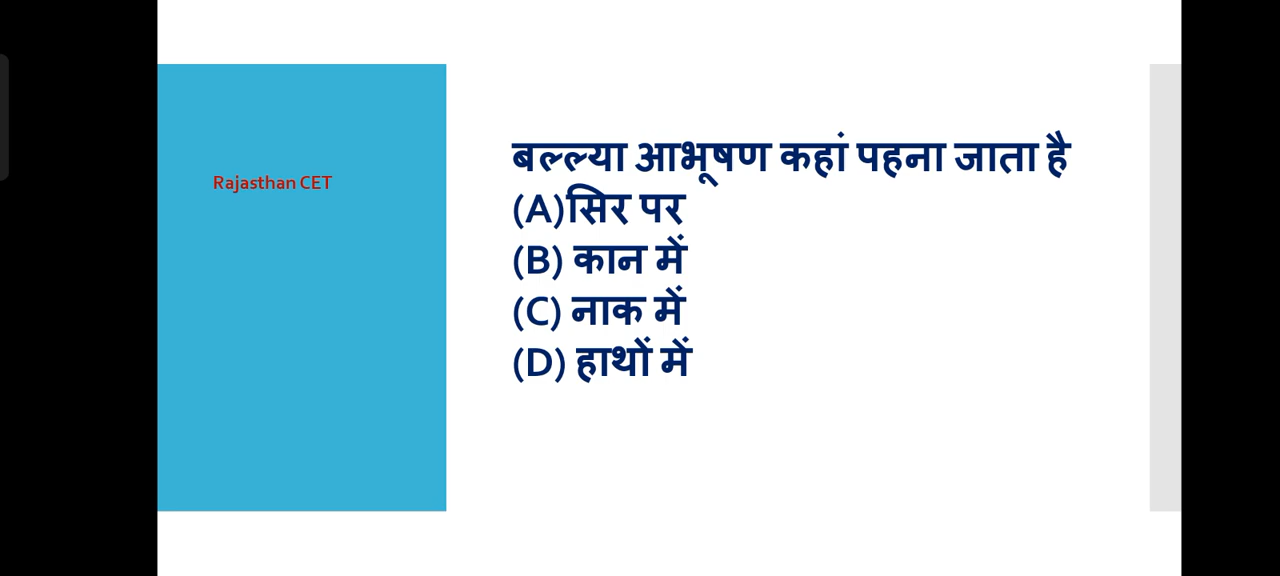 Rajasthan CET
बल्ल्या आभूषण कहां पहना जाता है
(A)सिर पर
(B) कान में
(C) नाक में
(D) हाथों में